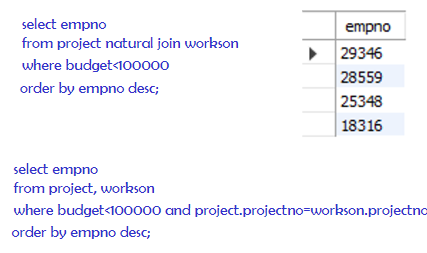 select empno
from project natural join workson
where budget<100000
order by empno desc;
empno
29346
28559
25348
18316
select empno
from project, workson
where budget<100000 and project.projectno=workson.projectno
order by empno desc;